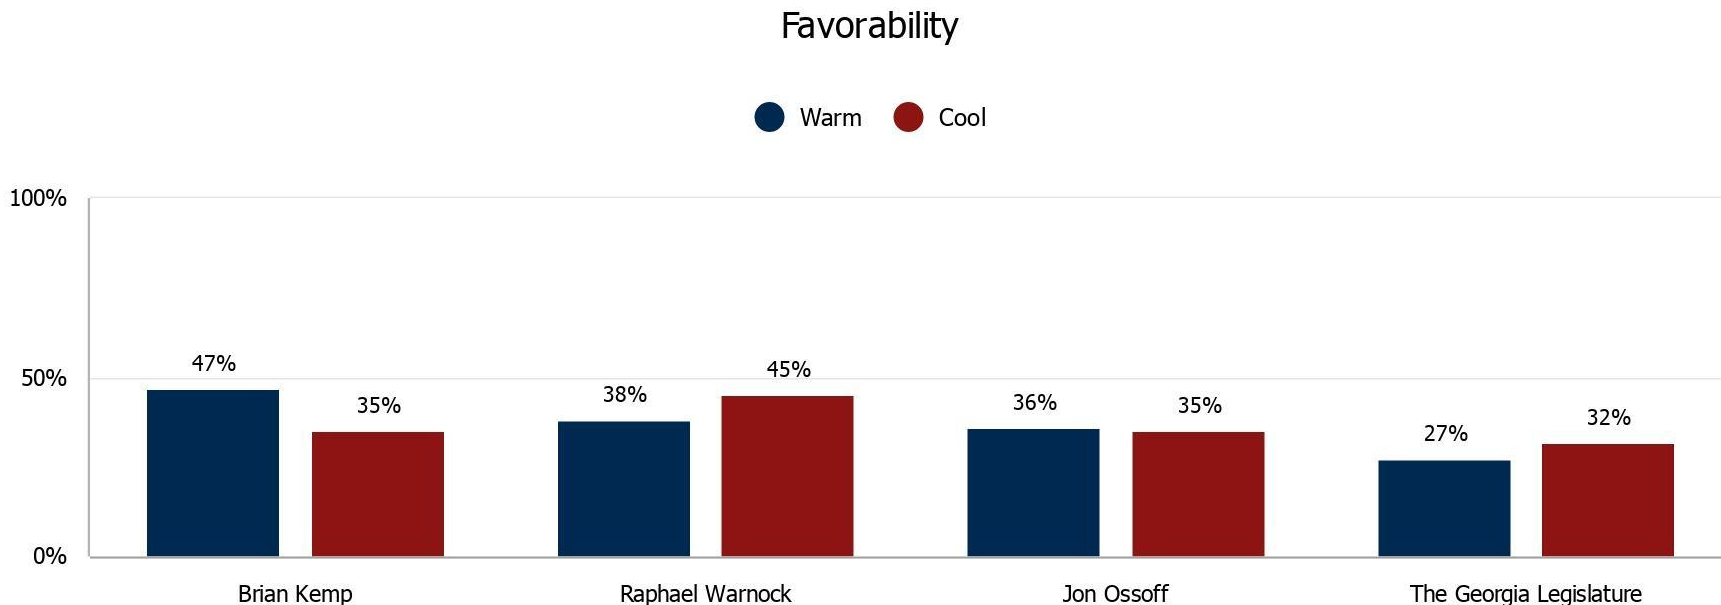 Favorability
Warm Cool
100%
50%
0%
47% 35% 38% 45% 36% 35% 27% 32%
Brian Kemp Raphael Warnock Jon Ossoff The Georgia Legislature